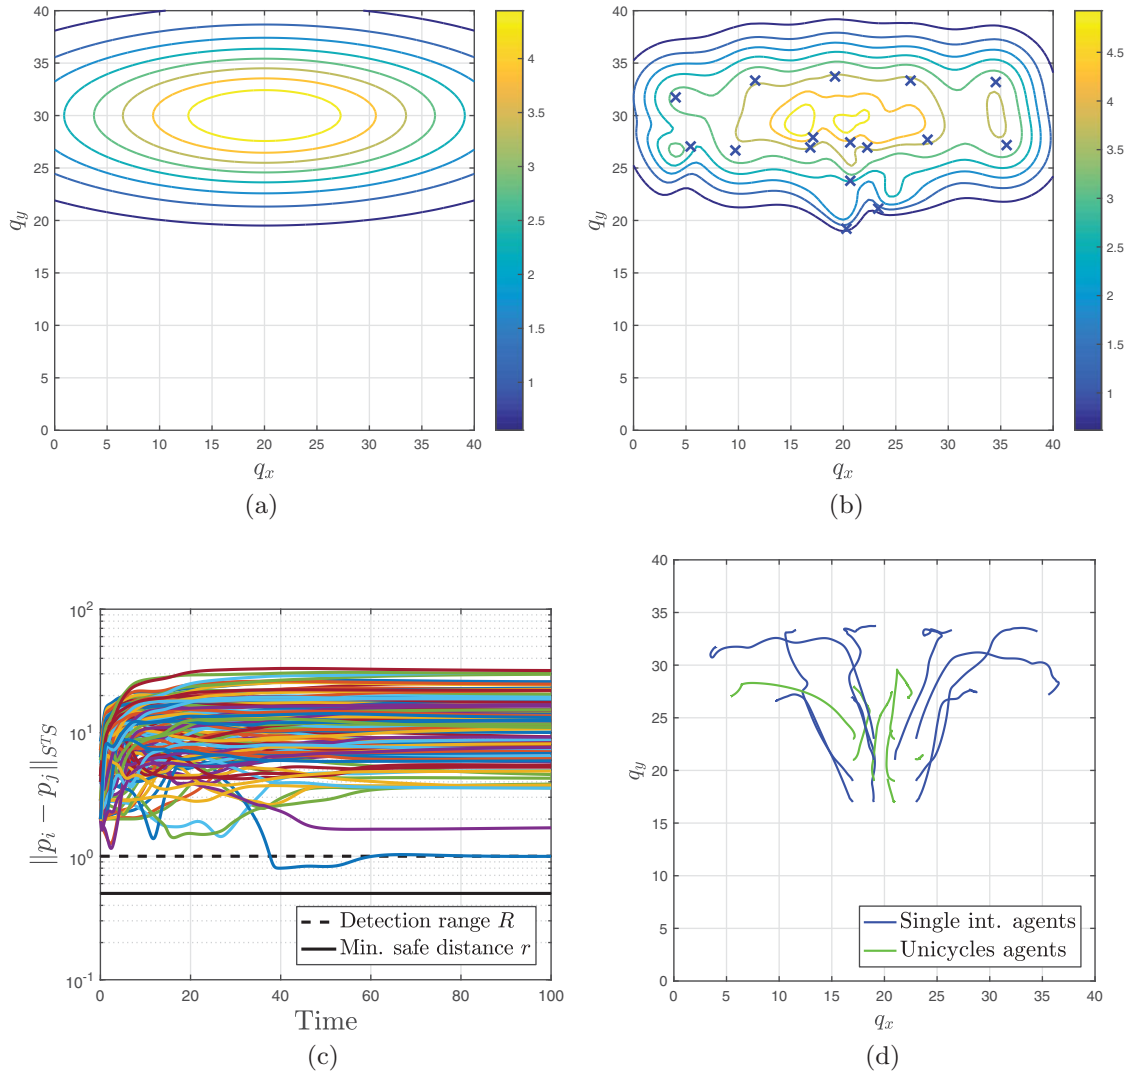 40
35
30
25
20
15
10
5
0
q_y
0 5 10 15 20 25 30 35 40
q_x
4
3.5
3
2.5
2
1.5
1
(a)
40
35
30
25
20
15
10
5
0
q_y
0 5 10 15 20 25 30 35 40
q_x
4.5
4
3.5
3
2.5
2
1.5
1
(b)
10^2
10^1
10^0
10^-1
||p_i − p_j||_{S^T S}
0 20 40 60 80 100
Time
Detection range R
Min. safe distance r
(c)
40
35
30
25
20
15
10
5
0
q_y
0 5 10 15 20 25 30 35 40
q_x
Single int. agents
Unicycles agents
(d)